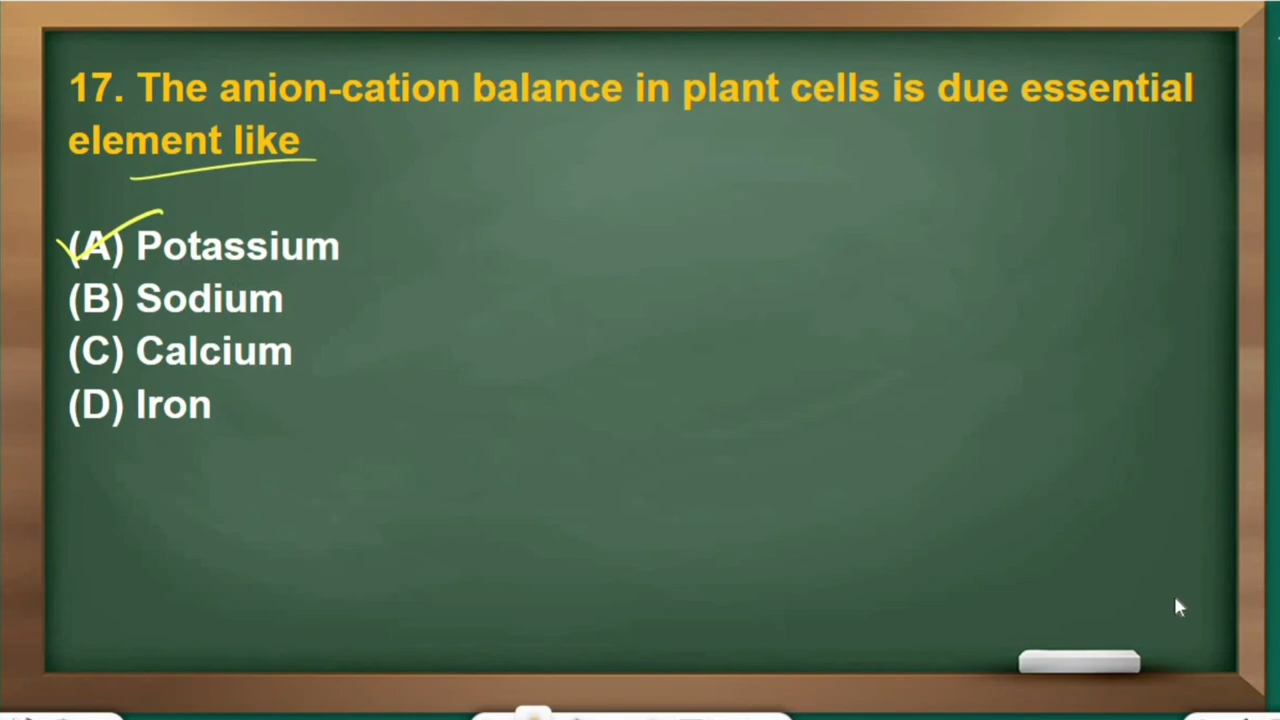 17. The anion-cation balance in plant cells is due essential
element like
(A) Potassium
(B) Sodium
(C) Calcium
(D) Iron